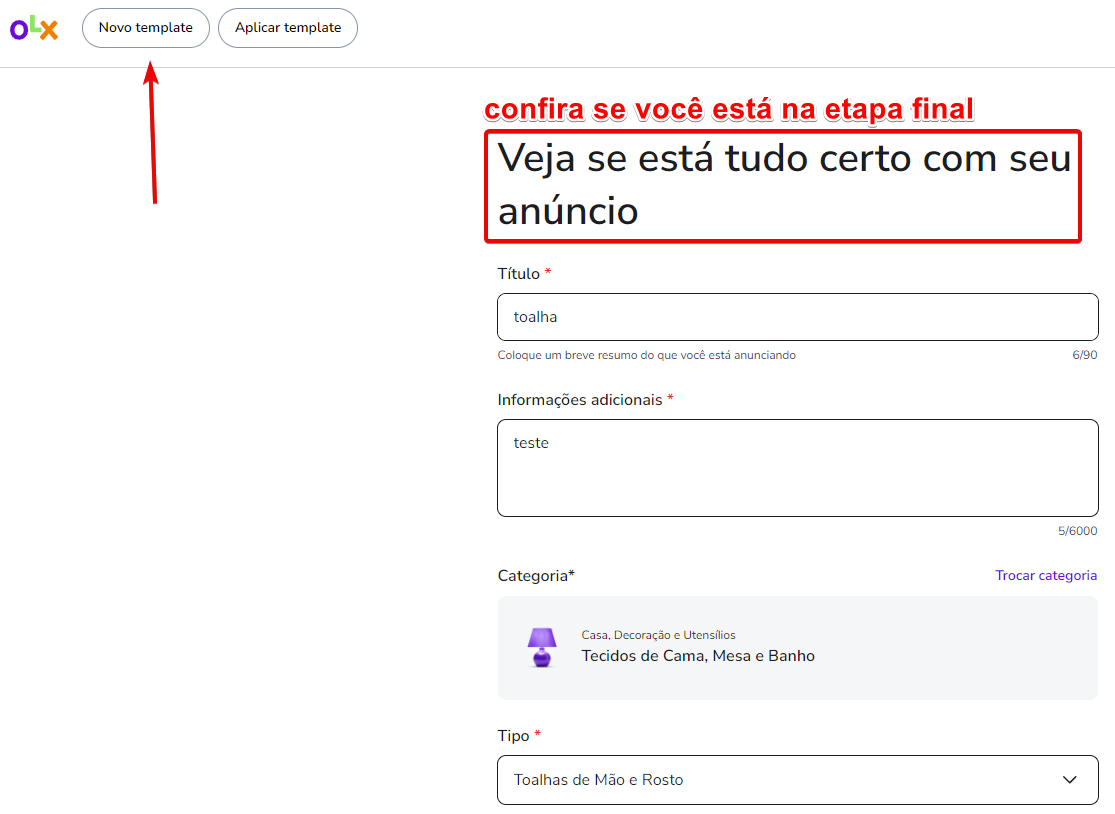 OLX
Novo template
Aplicar template
confira se você está na etapa final
Veja se está tudo certo com seu
anúncio
Título *
toalha
Coloque um breve resumo do que você está anunciando
6/90
Informações adicionais *
teste
5/6000
Categoria*
Trocar categoria
Casa, Decoração e Utensílios
Tecidos de Cama, Mesa e Banho
Tipo *
Toalhas de Mão e Rosto